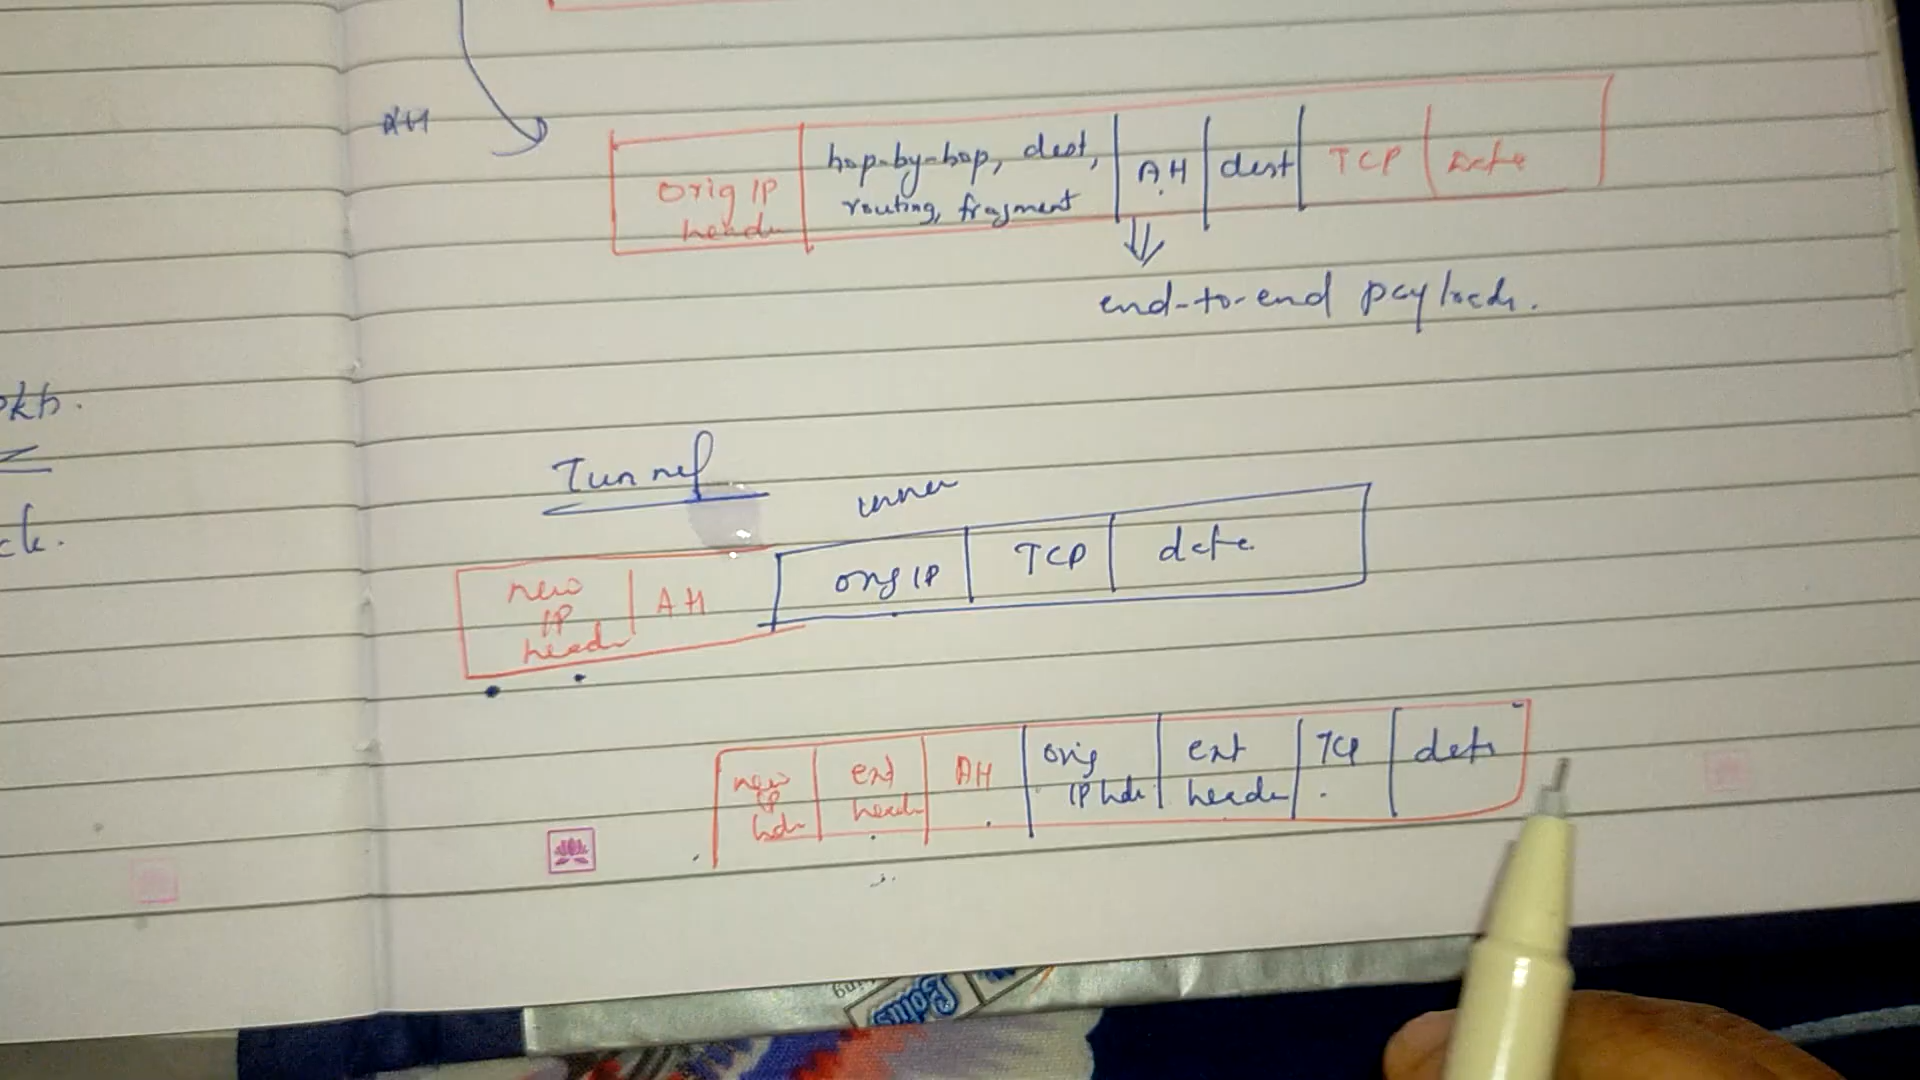 AH
Orig IP
header
hop-by-hop, dest,
routing, fragment
AH
dest
TCP
Data
end-to-end payload.
Tunnel
inner
new
IP
header
AH
orig IP
TCP
data
new
IP
hdr
ext
header
AH
orig
IP hdr
ext
header
TCP
data
Bolns